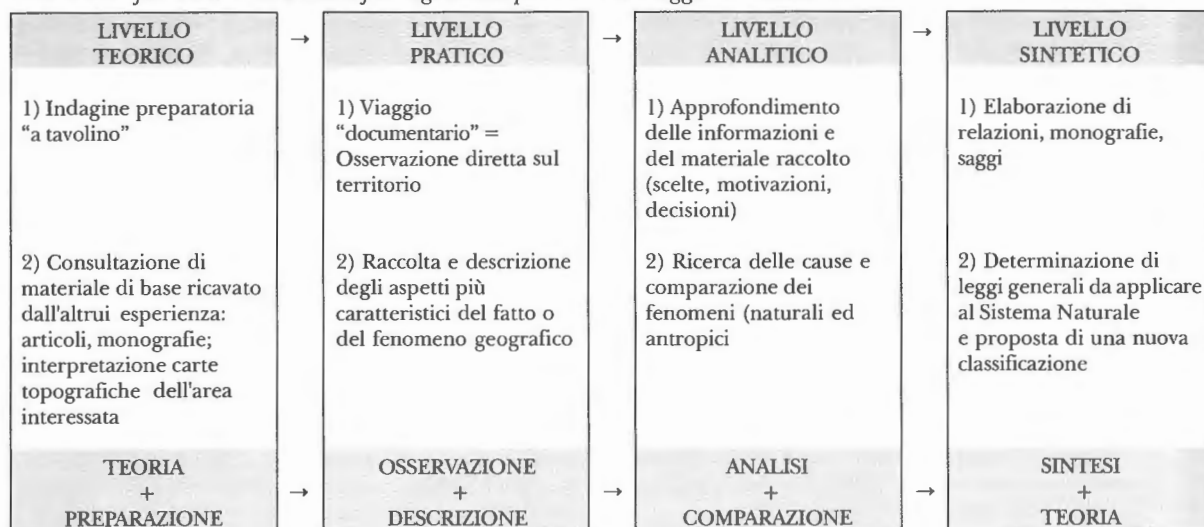 LIVELLO
TEORICO
1) Indagine preparatoria
“a tavolino”
2) Consultazione di
materiale di base ricavato
dall'altrui esperienza:
articoli, monografie;
interpretazione carte
topografiche dell'area
interessata
TEORIA
+
PREPARAZIONE
→
→
LIVELLO
PRATICO
1) Viaggio
“documentario” =
Osservazione diretta sul
territorio
2) Raccolta e descrizione
degli aspetti più
caratteristici del fatto o
del fenomeno geografico
OSSERVAZIONE
+
DESCRIZIONE
→
→
LIVELLO
ANALITICO
1) Approfondimento
delle informazioni e
del materiale raccolto
(scelte, motivazioni,
decisioni)
2) Ricerca delle cause e
comparazione dei
fenomeni (naturali ed
antropici
ANALISI
+
COMPARAZIONE
→
→
LIVELLO
SINTETICO
1) Elaborazione di
relazioni, monografie,
saggi
2) Determinazione di
leggi generali da applicare
al Sistema Naturale
e proposta di una nuova
classificazione
SINTESI
+
TEORIA